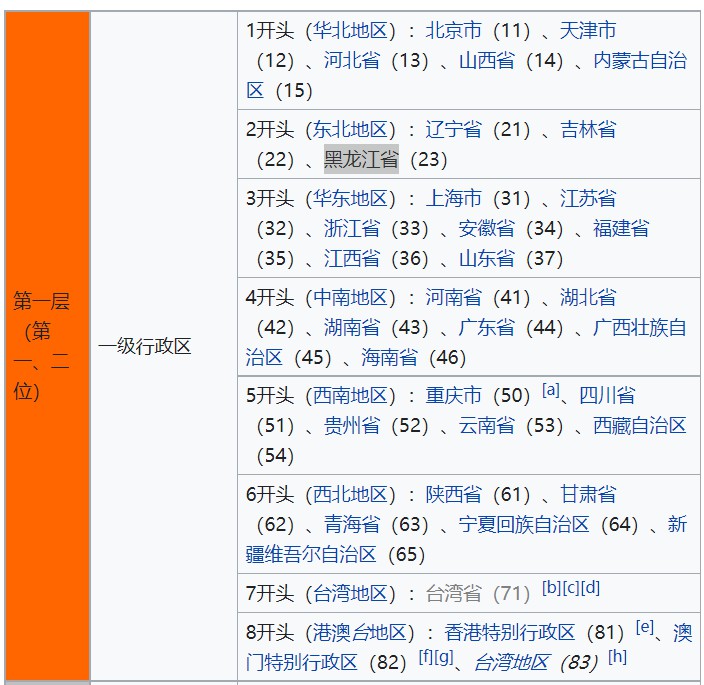 第一层
（第
一、二
位）
一级行政区
1开头（华北地区）：北京市（11）、天津市
（12）、河北省（13）、山西省（14）、内蒙古自治
区（15）
2开头（东北地区）：辽宁省（21）、吉林省
（22）、黑龙江省（23）
3开头（华东地区）：上海市（31）、江苏省
（32）、浙江省（33）、安徽省（34）、福建省
（35）、江西省（36）、山东省（37）
4开头（中南地区）：河南省（41）、湖北省
（42）、湖南省（43）、广东省（44）、广西壮族自
治区（45）、海南省（46）
5开头（西南地区）：重庆市（50）[a]、四川省
（51）、贵州省（52）、云南省（53）、西藏自治区
（54）
6开头（西北地区）：陕西省（61）、甘肃省
（62）、青海省（63）、宁夏回族自治区（64）、新
疆维吾尔自治区（65）
7开头（台湾地区）：台湾省（71）[b][c][d]
8开头（港澳台地区）：香港特别行政区（81）[e]、澳
门特别行政区（82）[f][g]、台湾地区（83）[h]